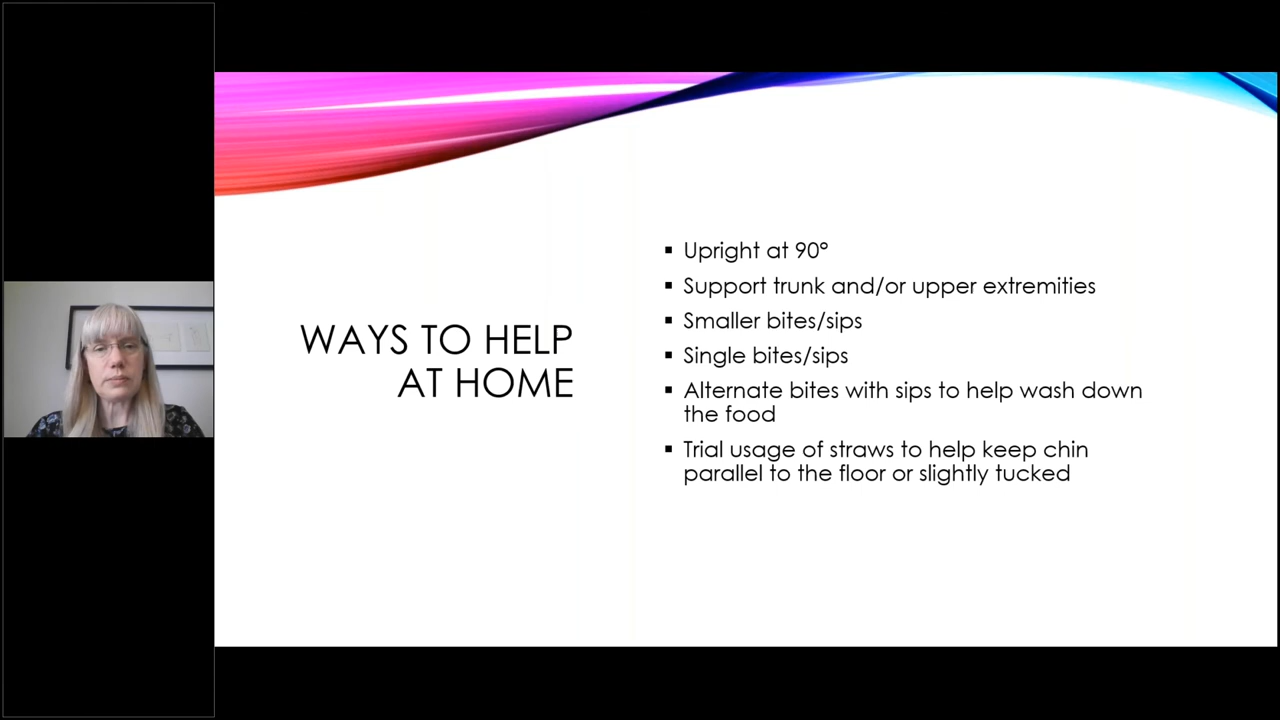 WAYS TO HELP
AT HOME
▪ Upright at 90°
▪ Support trunk and/or upper extremities
▪ Smaller bites/sips
▪ Single bites/sips
▪ Alternate bites with sips to help wash down
the food
▪ Trial usage of straws to help keep chin
parallel to the floor or slightly tucked